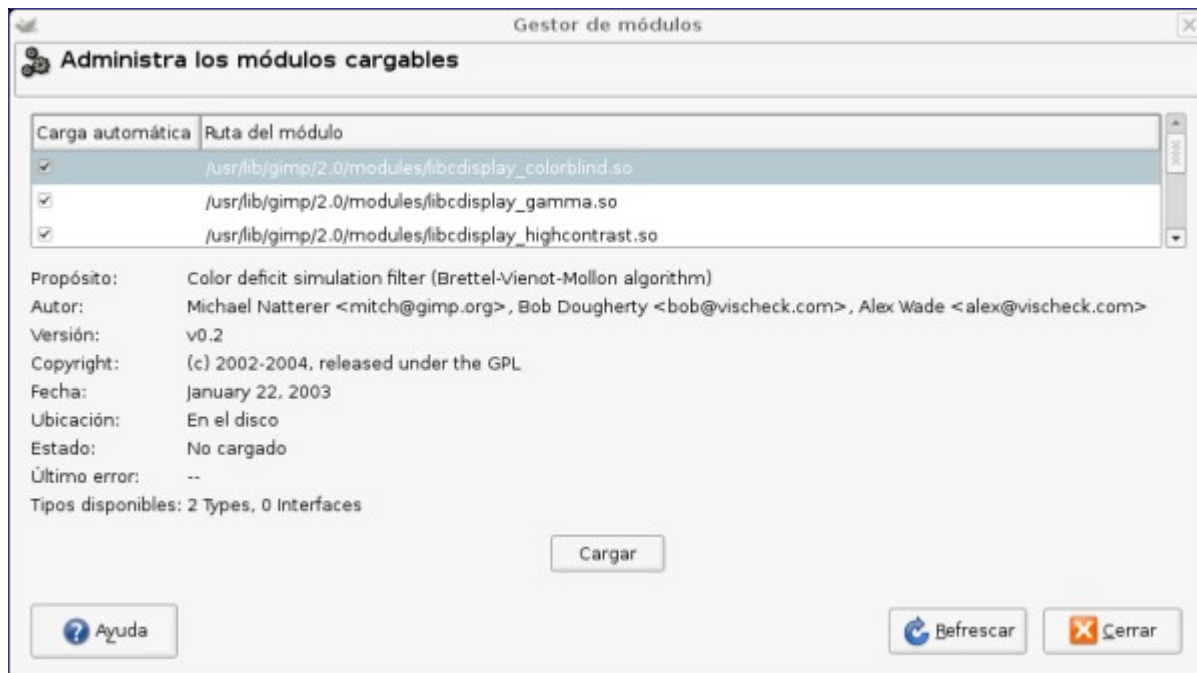 Gestor de módulos
Administra los módulos cargables
Carga automática Ruta del módulo
/usr/lib/gimp/2.0/modules/libcdisplay_colorblind.so
/usr/lib/gimp/2.0/modules/libcdisplay_gamma.so
/usr/lib/gimp/2.0/modules/libcdisplay_highcontrast.so
Propósito: Color deficit simulation filter (Brettel-Vienot-Mollon algorithm)
Autor: Michael Natterer <mitch@gimp.org>, Bob Dougherty <bob@vischeck.com>, Alex Wade <alex@vischeck.com>
Versión: v0.2
Copyright: (c) 2002-2004, released under the GPL
Fecha: January 22, 2003
Ubicación: En el disco
Estado: No cargado
Último error: --
Tipos disponibles: 2 Types, 0 Interfaces
Cargar
Ayuda Refrescar Cerrar